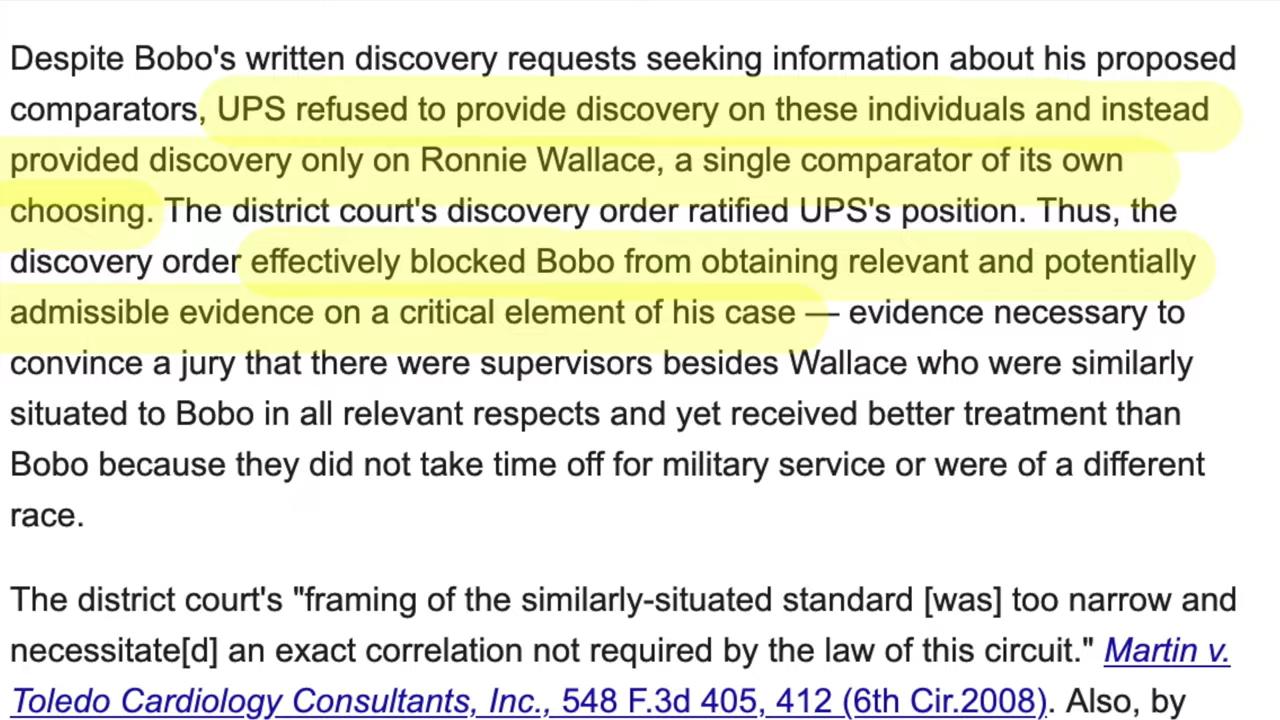 Despite Bobo's written discovery requests seeking information about his proposed
comparators, UPS refused to provide discovery on these individuals and instead
provided discovery only on Ronnie Wallace, a single comparator of its own
choosing. The district court's discovery order ratified UPS's position. Thus, the
discovery order effectively blocked Bobo from obtaining relevant and potentially
admissible evidence on a critical element of his case — evidence necessary to
convince a jury that there were supervisors besides Wallace who were similarly
situated to Bobo in all relevant respects and yet received better treatment than
Bobo because they did not take time off for military service or were of a different
race.
The district court's "framing of the similarly-situated standard [was] too narrow and
necessitate[d] an exact correlation not required by the law of this circuit." Martin v.
Toledo Cardiology Consultants, Inc., 548 F.3d 405, 412 (6th Cir.2008). Also, by